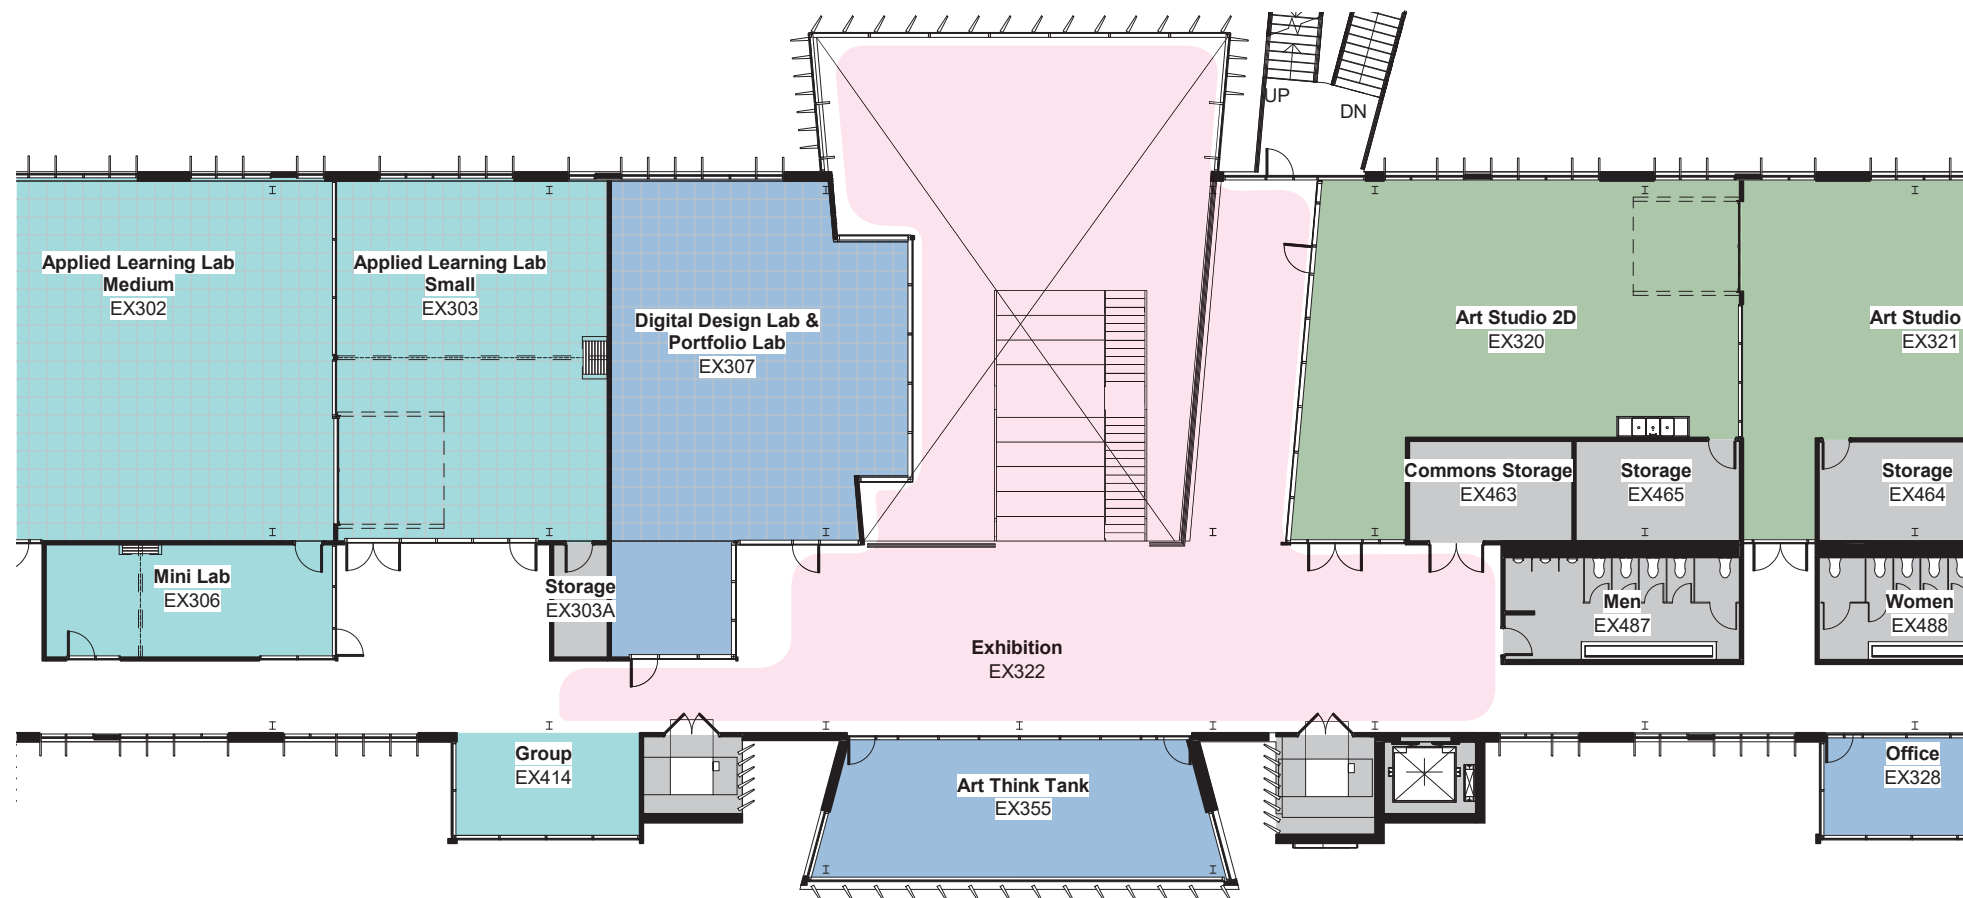 UP
DN
Applied Learning Lab
Medium
EX302
Applied Learning Lab
Small
EX303
Digital Design Lab &
Portfolio Lab
EX307
Art Studio 2D
EX320
Art Studio
EX321
Commons Storage
EX463
Storage
EX465
Storage
EX464
Mini Lab
EX306
Storage
EX303A
Men
EX487
Women
EX488
Exhibition
EX322
Group
EX414
Art Think Tank
EX355
Office
EX328